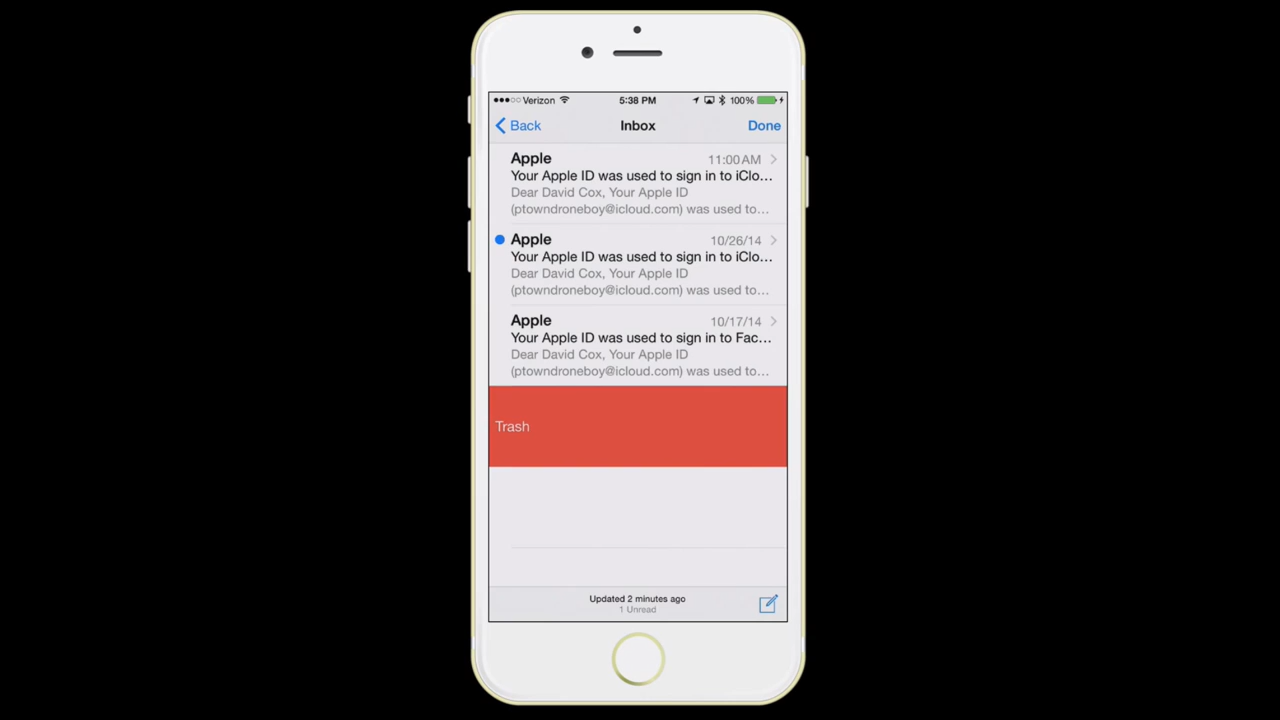 Verizon 5:38 PM 100%
Back Inbox Done
Apple 11:00 AM
Your Apple ID was used to sign in to iClo...
Dear David Cox, Your Apple ID
(ptowndroneboy@icloud.com) was used to...
Apple 10/26/14
Your Apple ID was used to sign in to iClo...
Dear David Cox, Your Apple ID
(ptowndroneboy@icloud.com) was used to...
Apple 10/17/14
Your Apple ID was used to sign in to Fac...
Dear David Cox, Your Apple ID
(ptowndroneboy@icloud.com) was used to...
Trash
Updated 2 minutes ago
1 Unread